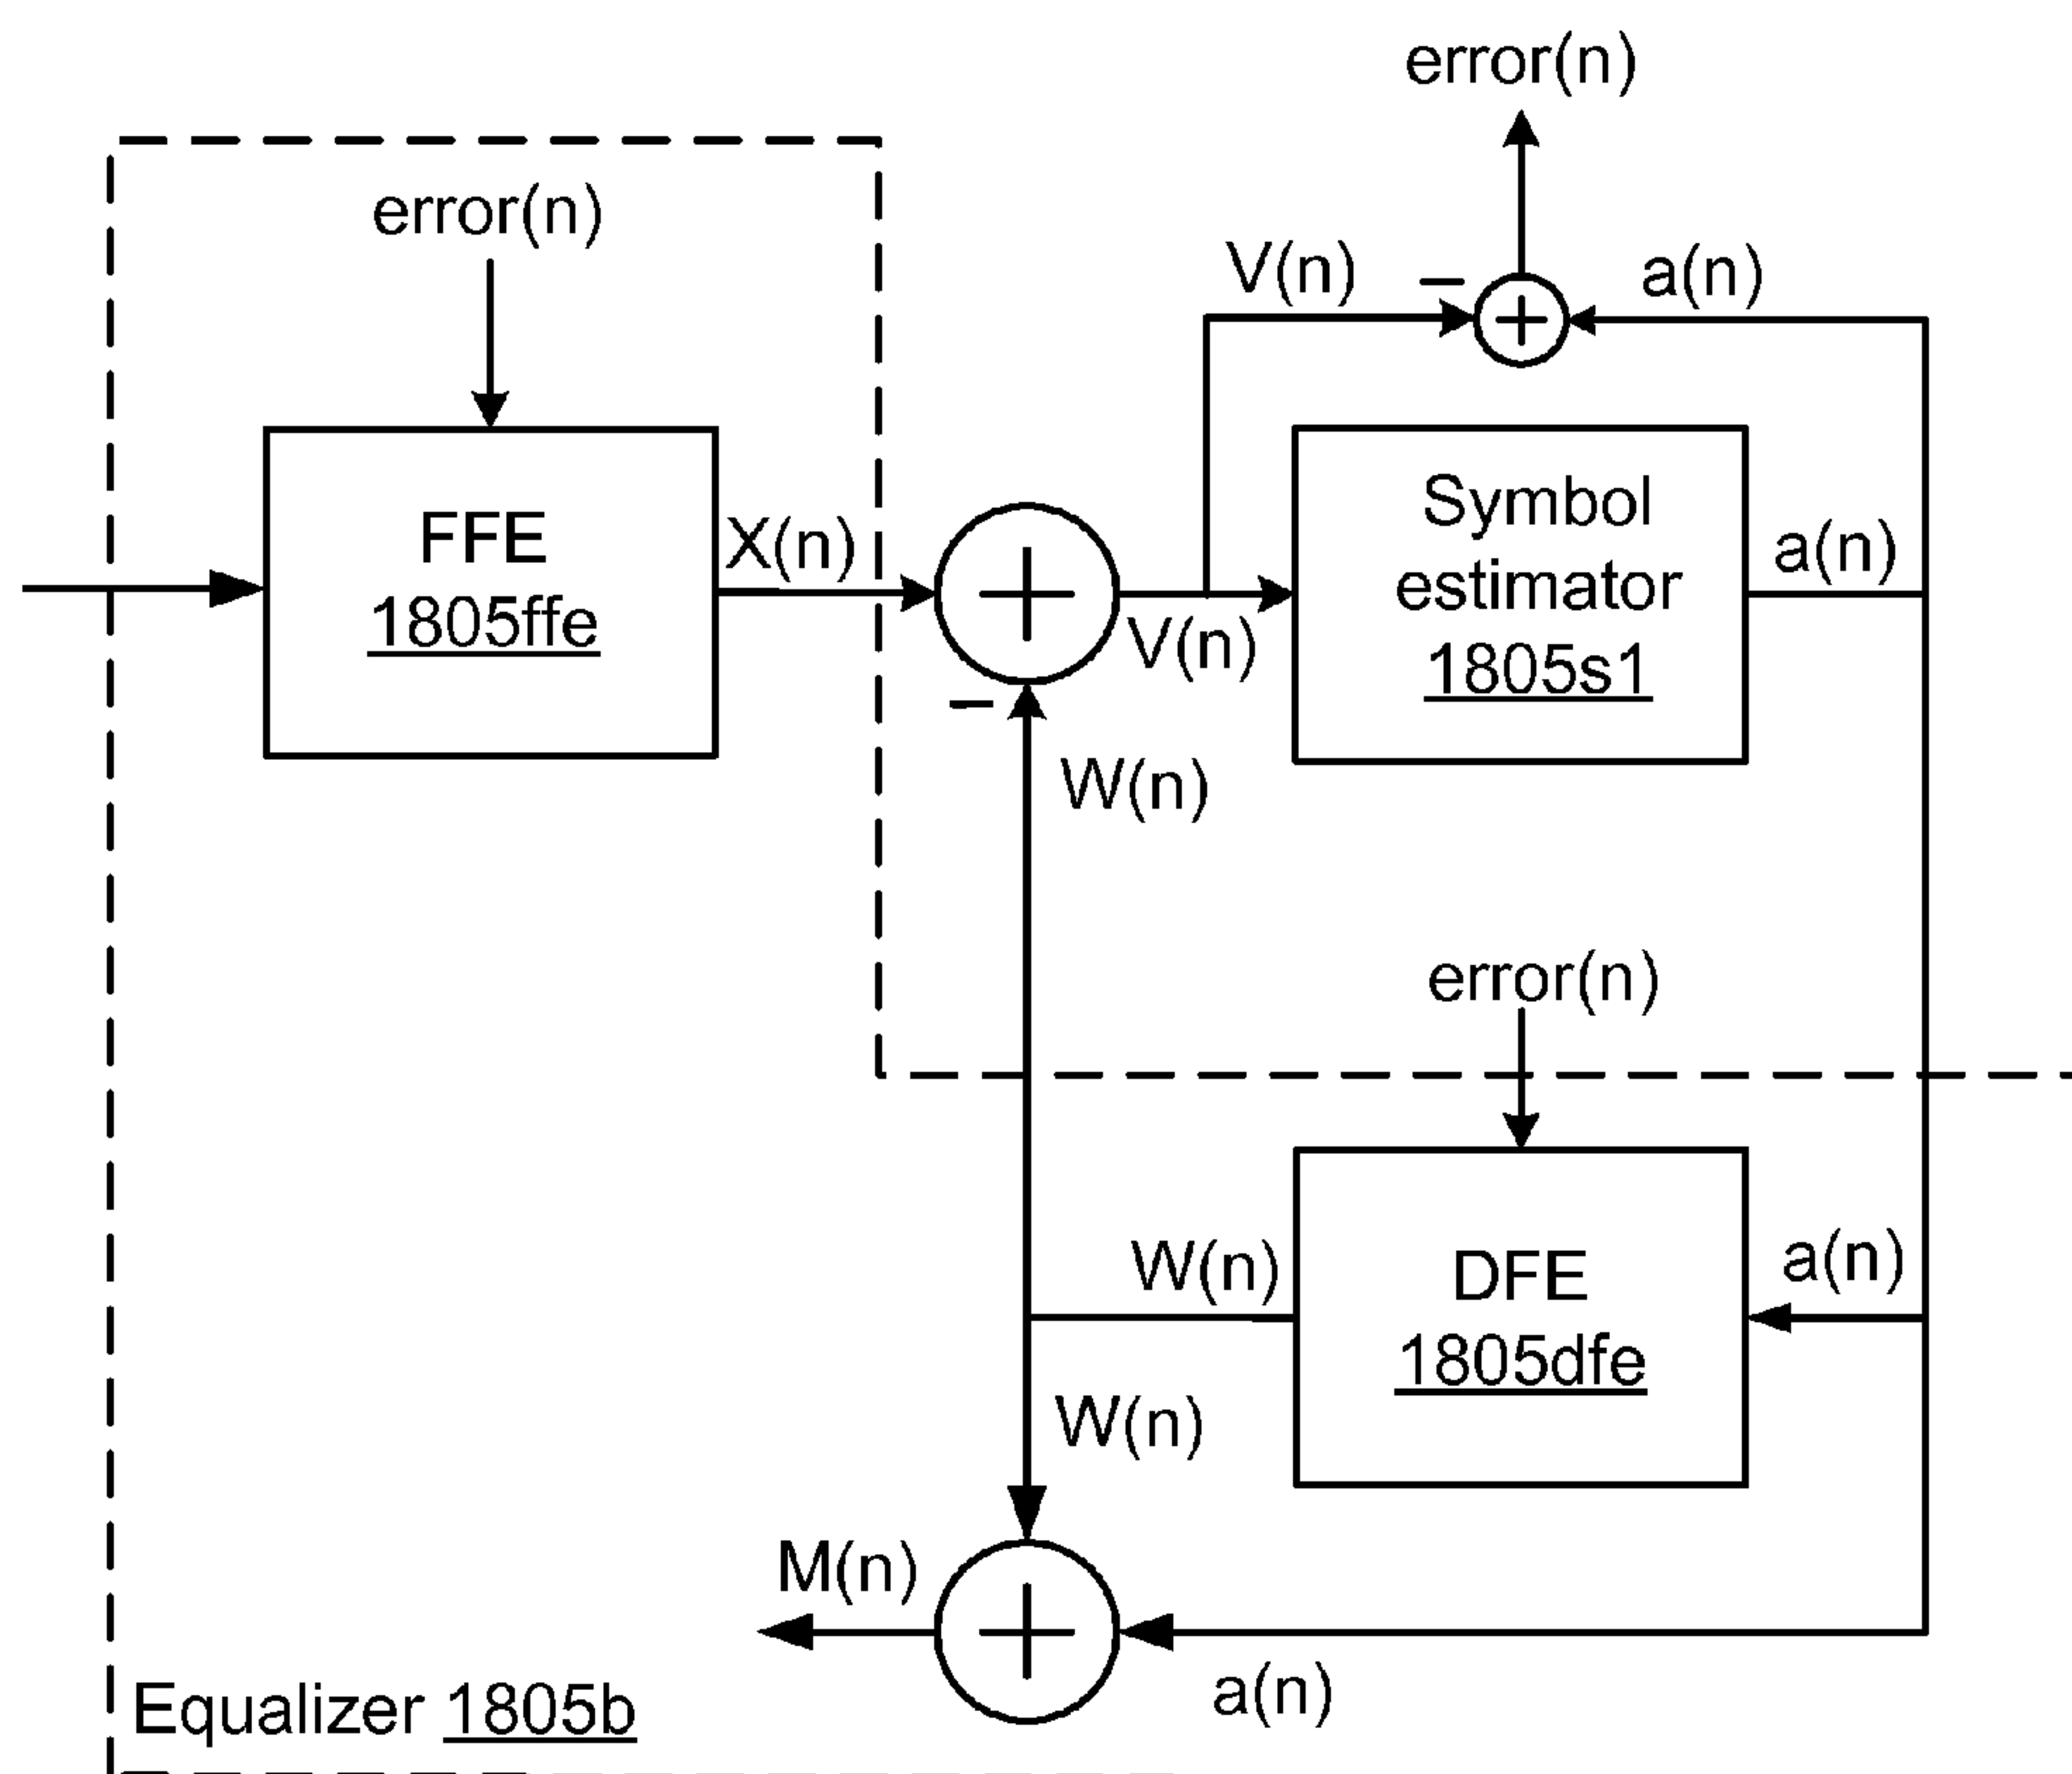 error(n)
error(n)
V(n)
−
a(n)
FFE
1805ffe
X(n)
+
−
V(n)
Symbol
estimator
1805s1
a(n)
+
W(n)
error(n)
W(n)
DFE
1805dfe
a(n)
W(n)
M(n)
+
a(n)
Equalizer 1805b